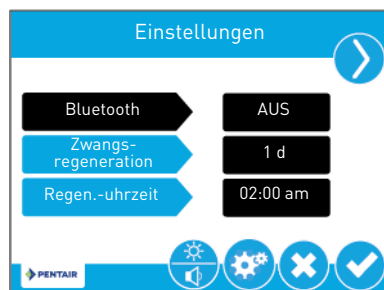 Einstellungen
Bluetooth
AUS
Zwangs-
regeneration
1 d
Regen.-uhrzeit
02:00 am
PENTAIR